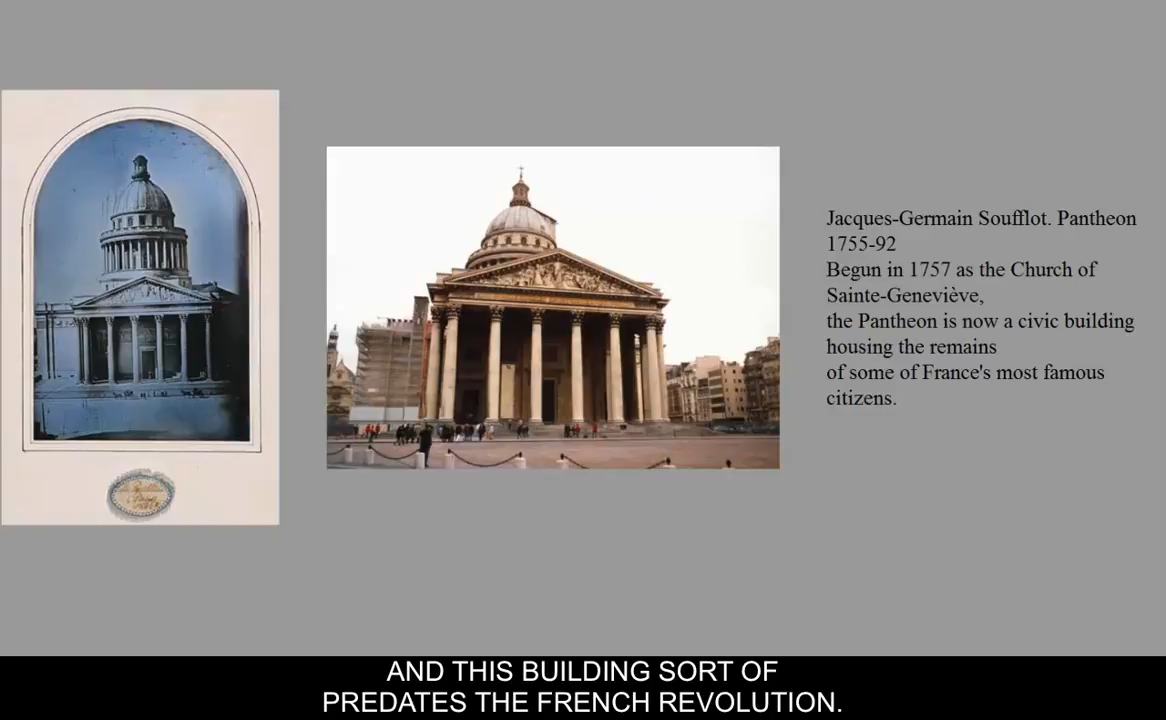 Jacques-Germain Soufflot. Pantheon
1755-92
Begun in 1757 as the Church of
Sainte-Geneviève,
the Pantheon is now a civic building
housing the remains
of some of France's most famous
citizens.
AND THIS BUILDING SORT OF
PREDATES THE FRENCH REVOLUTION.